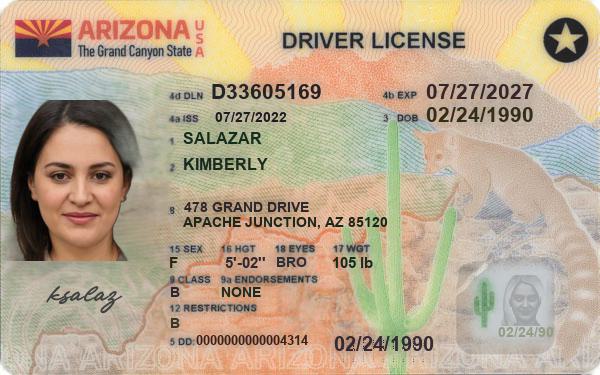 ARIZONA USA
The Grand Canyon State
DRIVER LICENSE
4d DLN D33605169 4b EXP 07/27/2027
4a ISS 07/27/2022 3 DOB 02/24/1990
1 SALAZAR
2 KIMBERLY
8 478 GRAND DRIVE
APACHE JUNCTION, AZ 85120
15 SEX 16 HGT 18 EYES 17 WGT
F 5'-02" BRO 105 lb
9 CLASS 9a ENDORSEMENTS
B NONE
12 RESTRICTIONS
B
5 DD: 0000000000004314
ksalaz
02/24/1990
02/24/90
ARIZONA ARIZONA ARIZONA ARIZONA